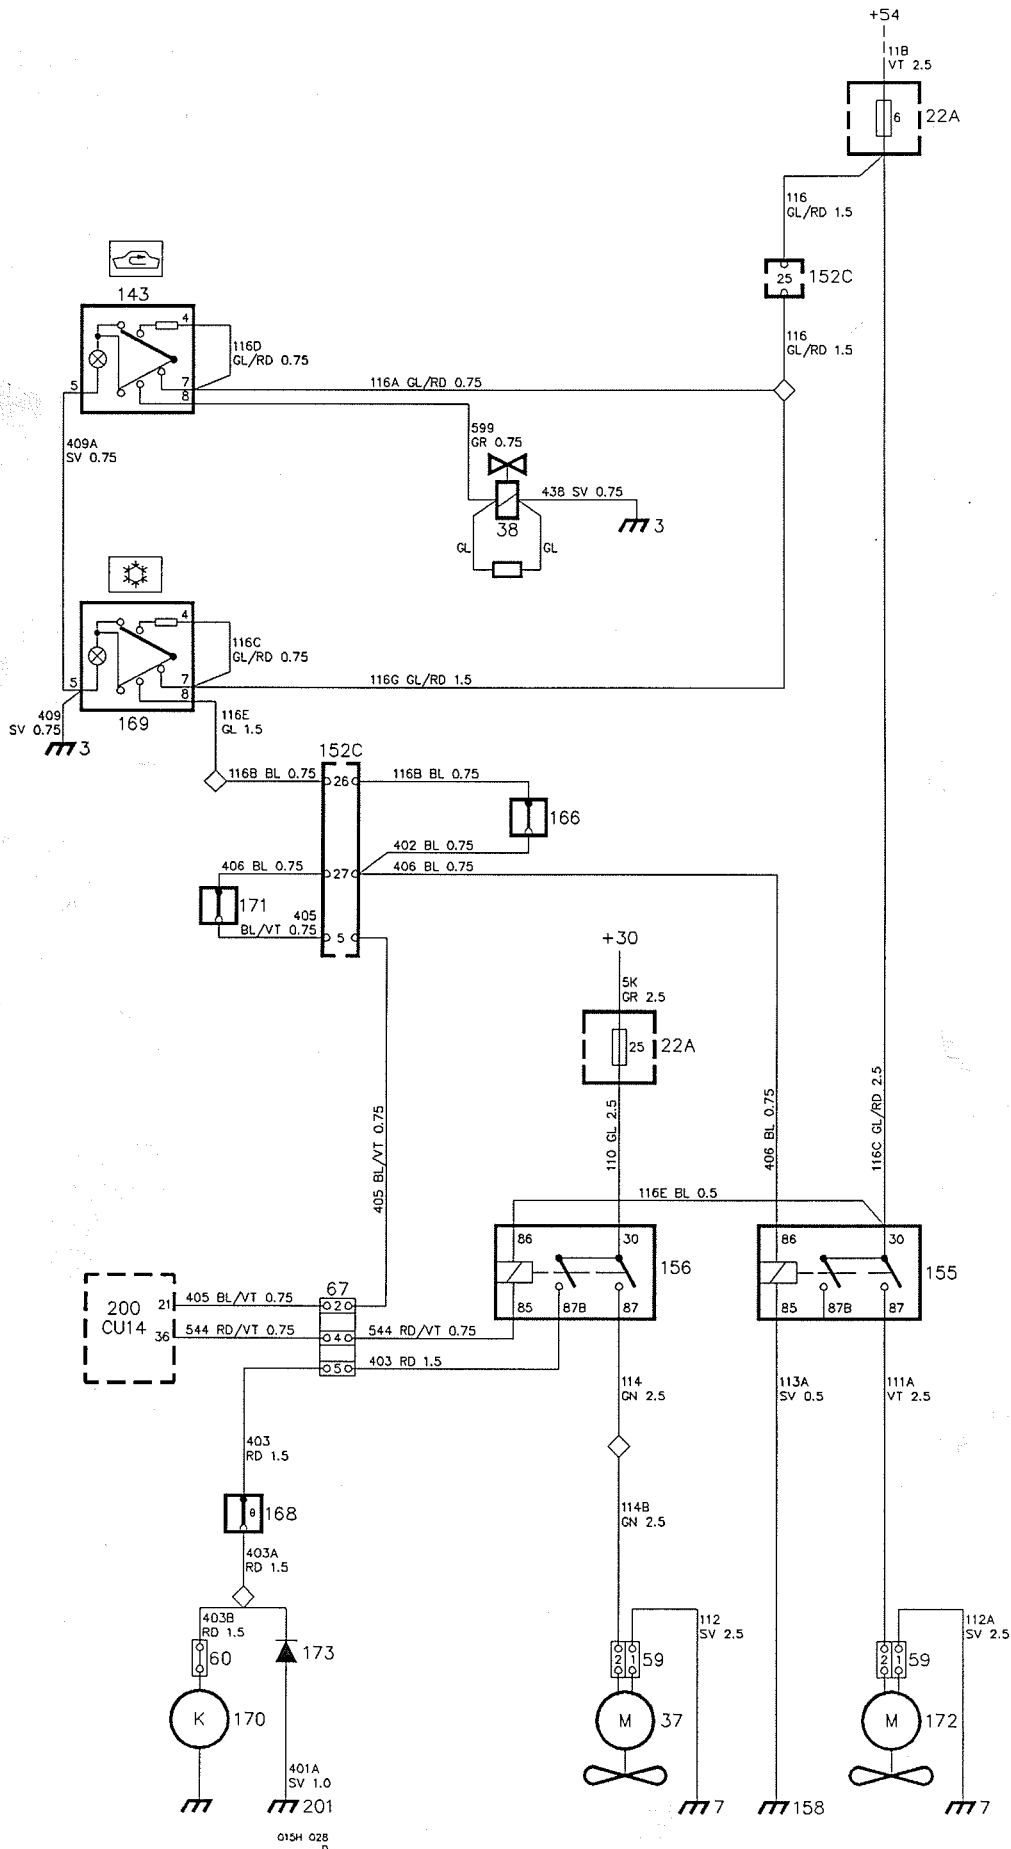 +54
11B
VT 2.5
6
22A
116
GL/RD 1.5
25
152C
116
GL/RD 1.5
143
4
116D
GL/RD 0.75
5
7
8
116A GL/RD 0.75
409A
SV 0.75
599
GR 0.75
438 SV 0.75
3
38
GL
GL
4
116C
GL/RD 0.75
5
7
8
116G GL/RD 1.5
409
SV 0.75
3
169
116E
GL 1.5
152C
116B BL 0.75
26
116B BL 0.75
166
402 BL 0.75
406 BL 0.75
27
406 BL 0.75
171
405
BL/VT 0.75
5
+30
5K
GR 2.5
25
22A
405 BL/VT 0.75
110 GL 2.5
406 BL 0.75
116C GL/RD 2.5
116E BL 0.5
86
30
156
85
87B
87
86
30
155
85
87B
87
67
200
CU14
21
405 BL/VT 0.75
2
36
544 RD/VT 0.75
4
544 RD/VT 0.75
5
403 RD 1.5
114
GN 2.5
113A
SV 0.5
111A
VT 2.5
403
RD 1.5
θ
168
114B
GN 2.5
403A
RD 1.5
403B
RD 1.5
60
173
112
SV 2.5
2
1
59
112A
SV 2.5
2
1
59
K
170
M
37
M
172
401A
SV 1.0
201
7
158
7
015H 028